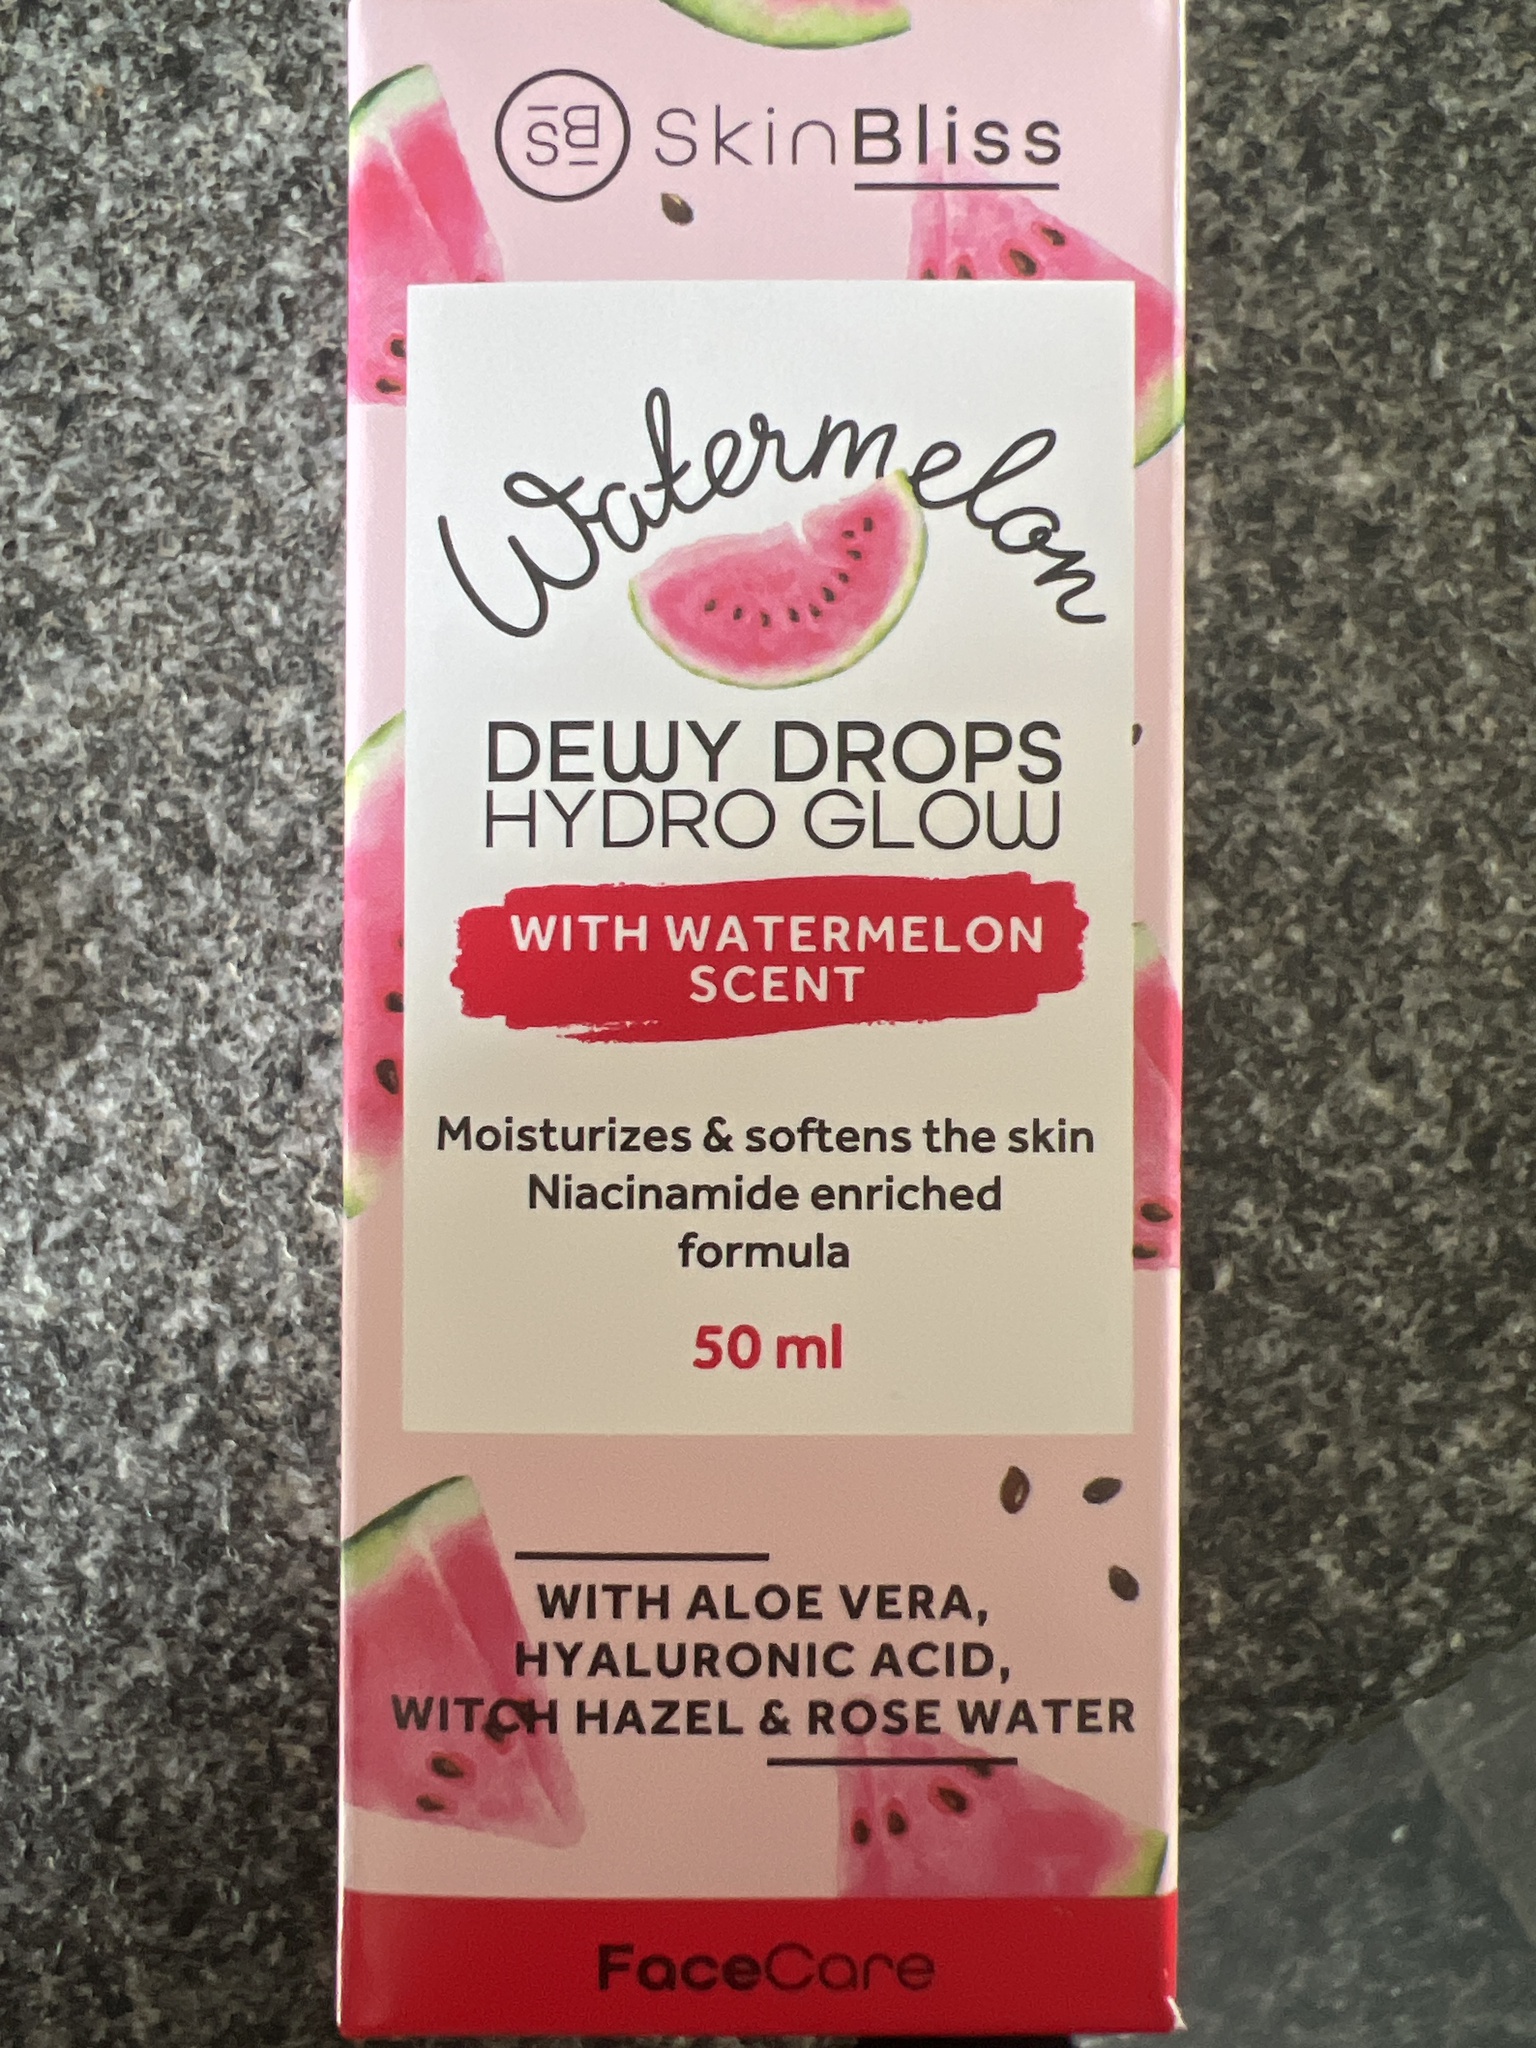 SB SkinBliss
Watermelon
DEWY DROPS
HYDRO GLOW
WITH WATERMELON
SCENT
Moisturizes & softens the skin
Niacinamide enriched
formula
50 ml
WITH ALOE VERA,
HYALURONIC ACID,
WITCH HAZEL & ROSE WATER
FaceCare